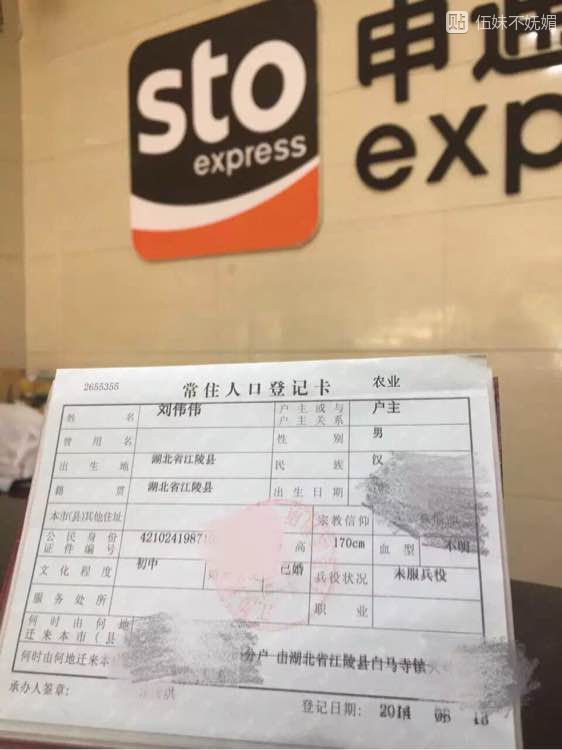 贴 伍妹不妩媚
申通
sto
express
exp
2655355 常住人口登记卡 农业
姓名 刘伟伟 户主或与户主关系 户主
曾用名 性别 男
出生地 湖北省江陵县 民族 汉
籍贯 湖北省江陵县 出生日期
本市(县)其他住址 宗教信仰
公民身份证件编号 4210241987 高 170cm 血型 不明
文化程度 初中 已婚 兵役状况 未服兵役
服务处所 职业
何时由何地迁来本市(县
何时由何地迁来本 分户 由湖北省江陵县白马寺镇
承办人签章: 洪 登记日期: